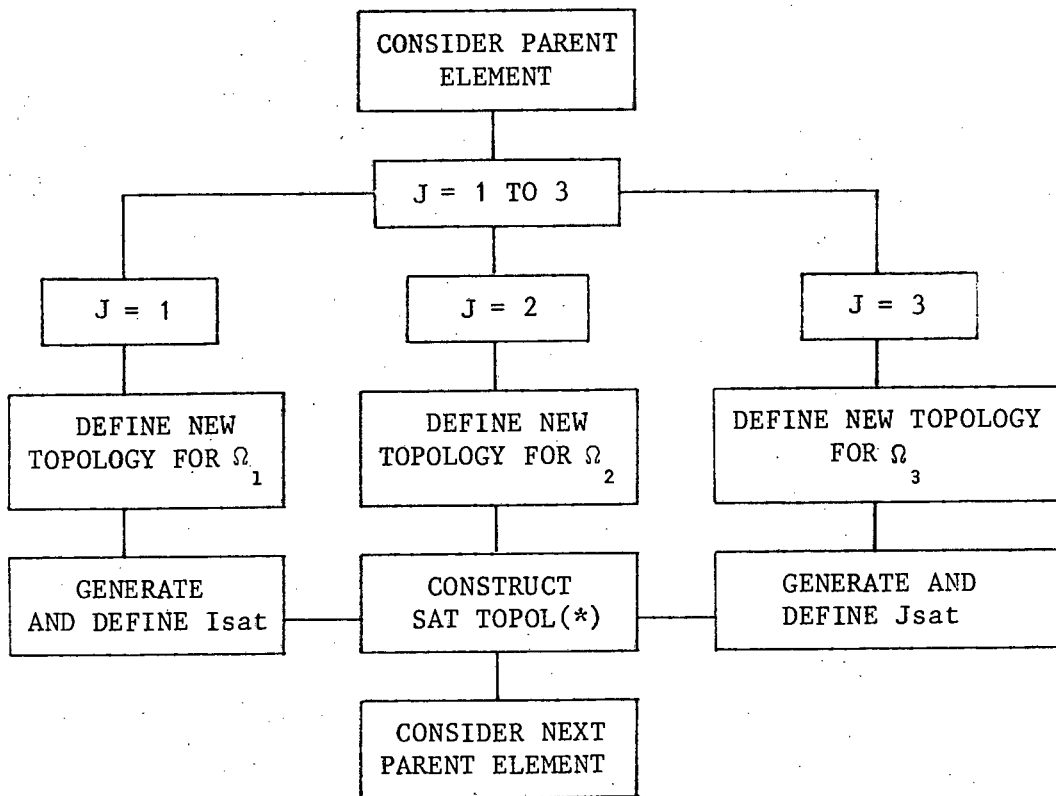 CONSIDER PARENT
ELEMENT
J = 1 TO 3
J = 1
J = 2
J = 3
DEFINE NEW
TOPOLOGY FOR Ω₁
DEFINE NEW
TOPOLOGY FOR Ω₂
DEFINE NEW TOPOLOGY
FOR Ω₃
GENERATE
AND DEFINE Isat
CONSTRUCT
SAT TOPOL(*)
GENERATE AND
DEFINE Jsat
CONSIDER NEXT
PARENT ELEMENT